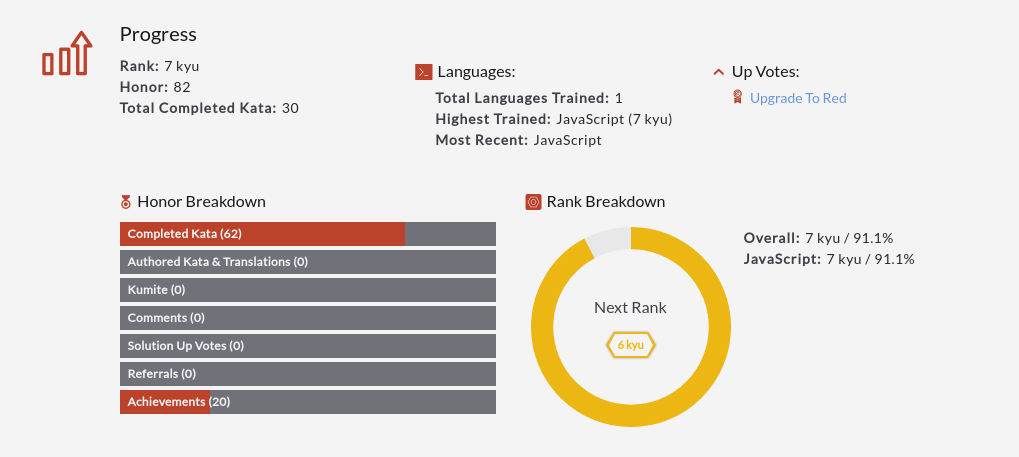 Progress
Rank: 7 kyu
Honor: 82
Total Completed Kata: 30
Languages:
Total Languages Trained: 1
Highest Trained: JavaScript (7 kyu)
Most Recent: JavaScript
Up Votes:
Upgrade To Red
Honor Breakdown
Completed Kata (62)
Authored Kata & Translations (0)
Kumite (0)
Comments (0)
Solution Up Votes (0)
Referrals (0)
Achievements (20)
Rank Breakdown
Next Rank
6 kyu
Overall: 7 kyu / 91.1%
JavaScript: 7 kyu / 91.1%